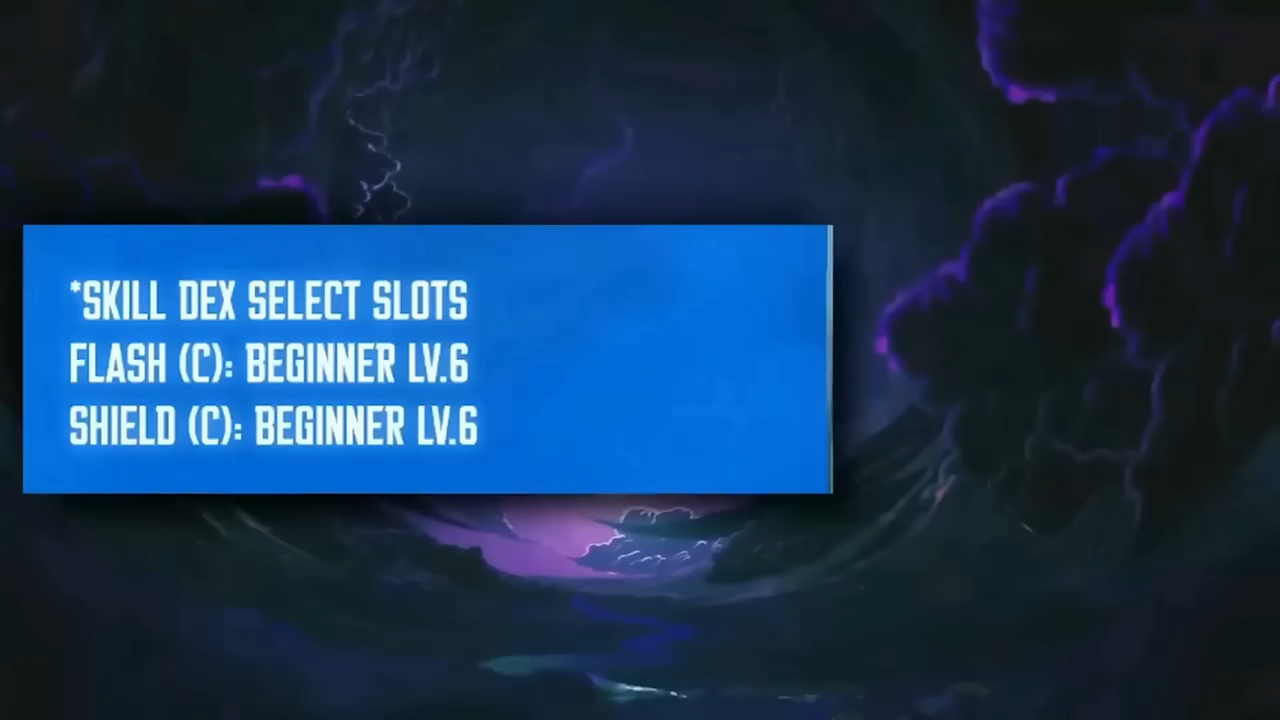 *SKILL DEX SELECT SLOTS
FLASH (C): BEGINNER LV.6
SHIELD (C): BEGINNER LV.6